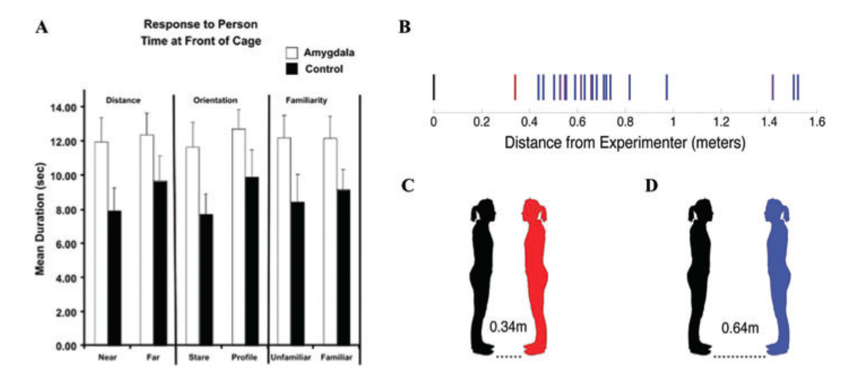 A
Response to Person
Time at Front of Cage
Amygdala
Control
Distance
Orientation
Familiarity
14.00
12.00
10.00
8.00
6.00
4.00
2.00
0.00
Mean Duration (sec)
Near
Far
Stare
Profile
Unfamiliar
Familiar
B
0
0.2
0.4
0.6
0.8
1
1.2
1.4
1.6
Distance from Experimenter (meters)
C
0.34m
D
0.64m